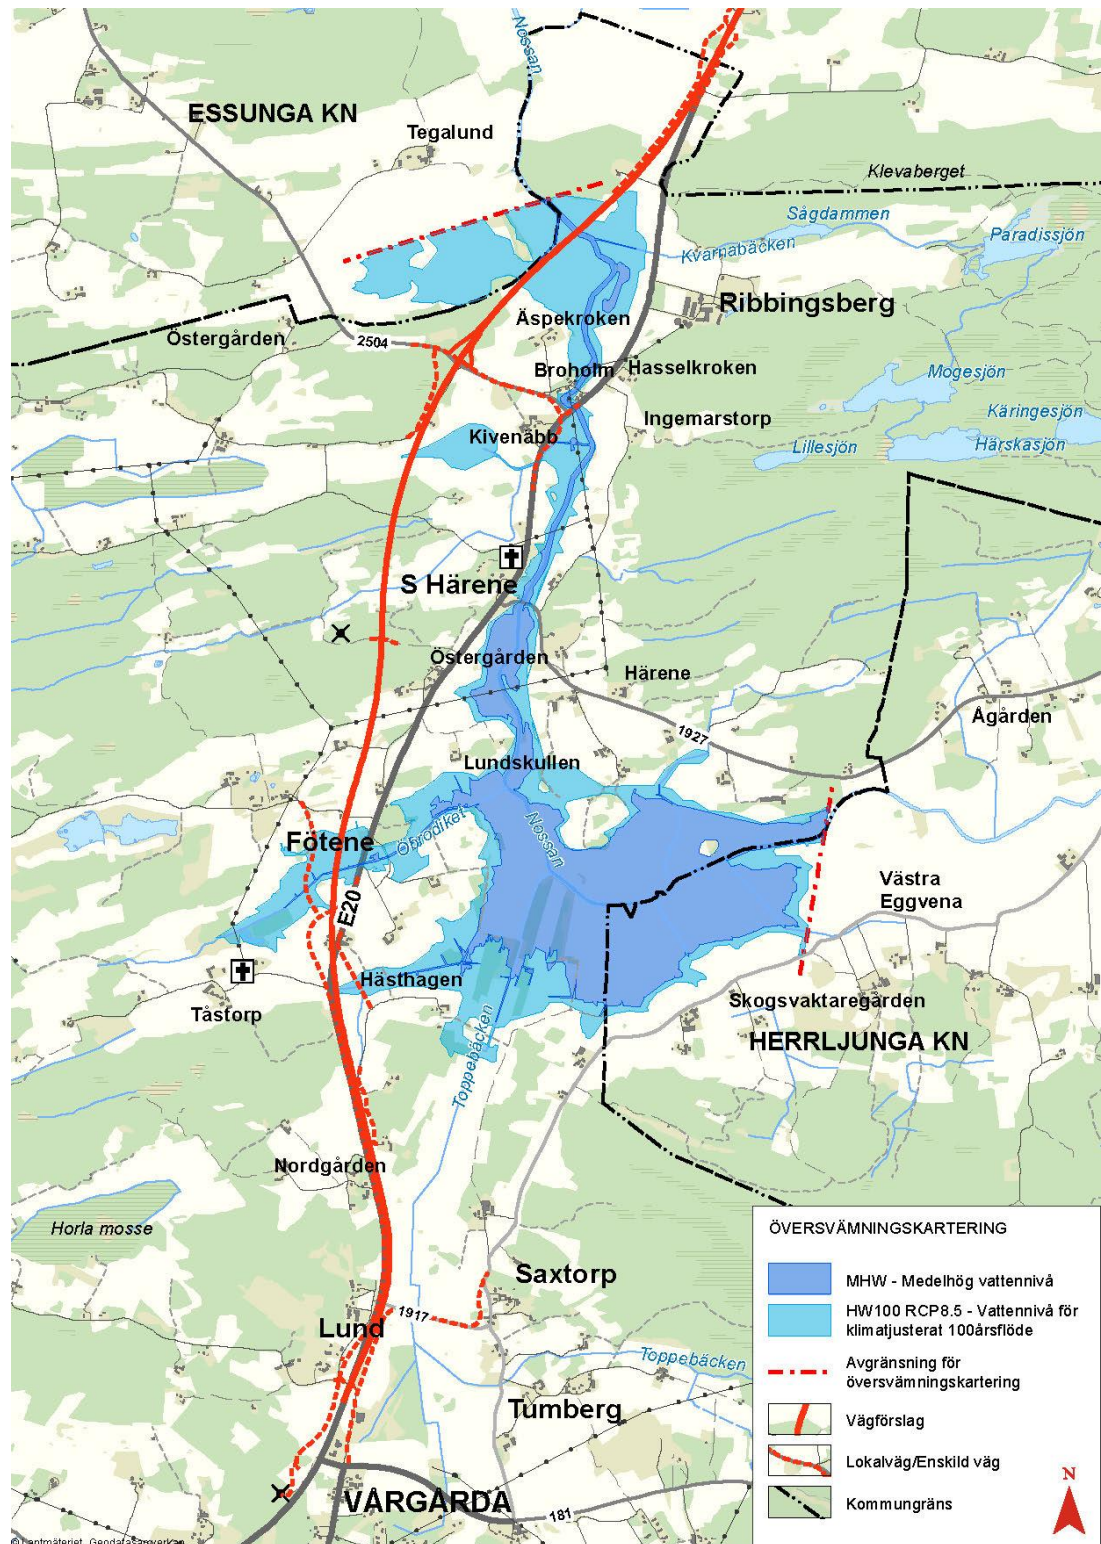 Nossan
ESSUNGA KN
Tegalund
Klevaberget
Sågdammen
Paradissjön
Kvarnabäcken
Ribbingsberg
Äspekroken
Östergården
2504
Broholm
Hasselkroken
Mogesjön
Käringesjön
Ingemarstorp
Kivenäbb
Lillesjön
Härskasjön
S Härene
Östergården
Härene
Ågården
1927
Lundskullen
Fötene
Öbrodiket
Nossan
Västra
Eggvena
E20
Hästhagen
Tåstorp
Skogsvaktaregården
HERRLJUNGA KN
Toppebäcken
Nordgården
Horla mosse
Saxtorp
1917
Lund
Toppebäcken
Tumberg
VÅRGÅRDA
181
ÖVERSVÄMNINGSKARTERING
MHW - Medelhög vattennivå
HW100 RCP8.5 - Vattennivå för
klimatjusterat 100årsflöde
Avgränsning för
översvämningskartering
Vägförslag
Lokalväg/Enskild väg
Kommungräns
N
© Lantmäteriet, Geodatasamverkan